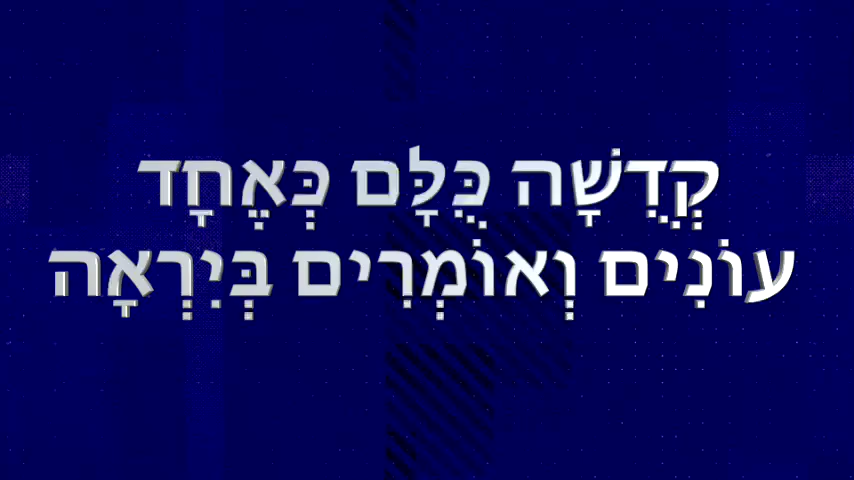 קְדֻשָּׁה כֻּלָּם כְּאֶחָד
עוֹנִים וְאוֹמְרִים בְּיִרְאָה